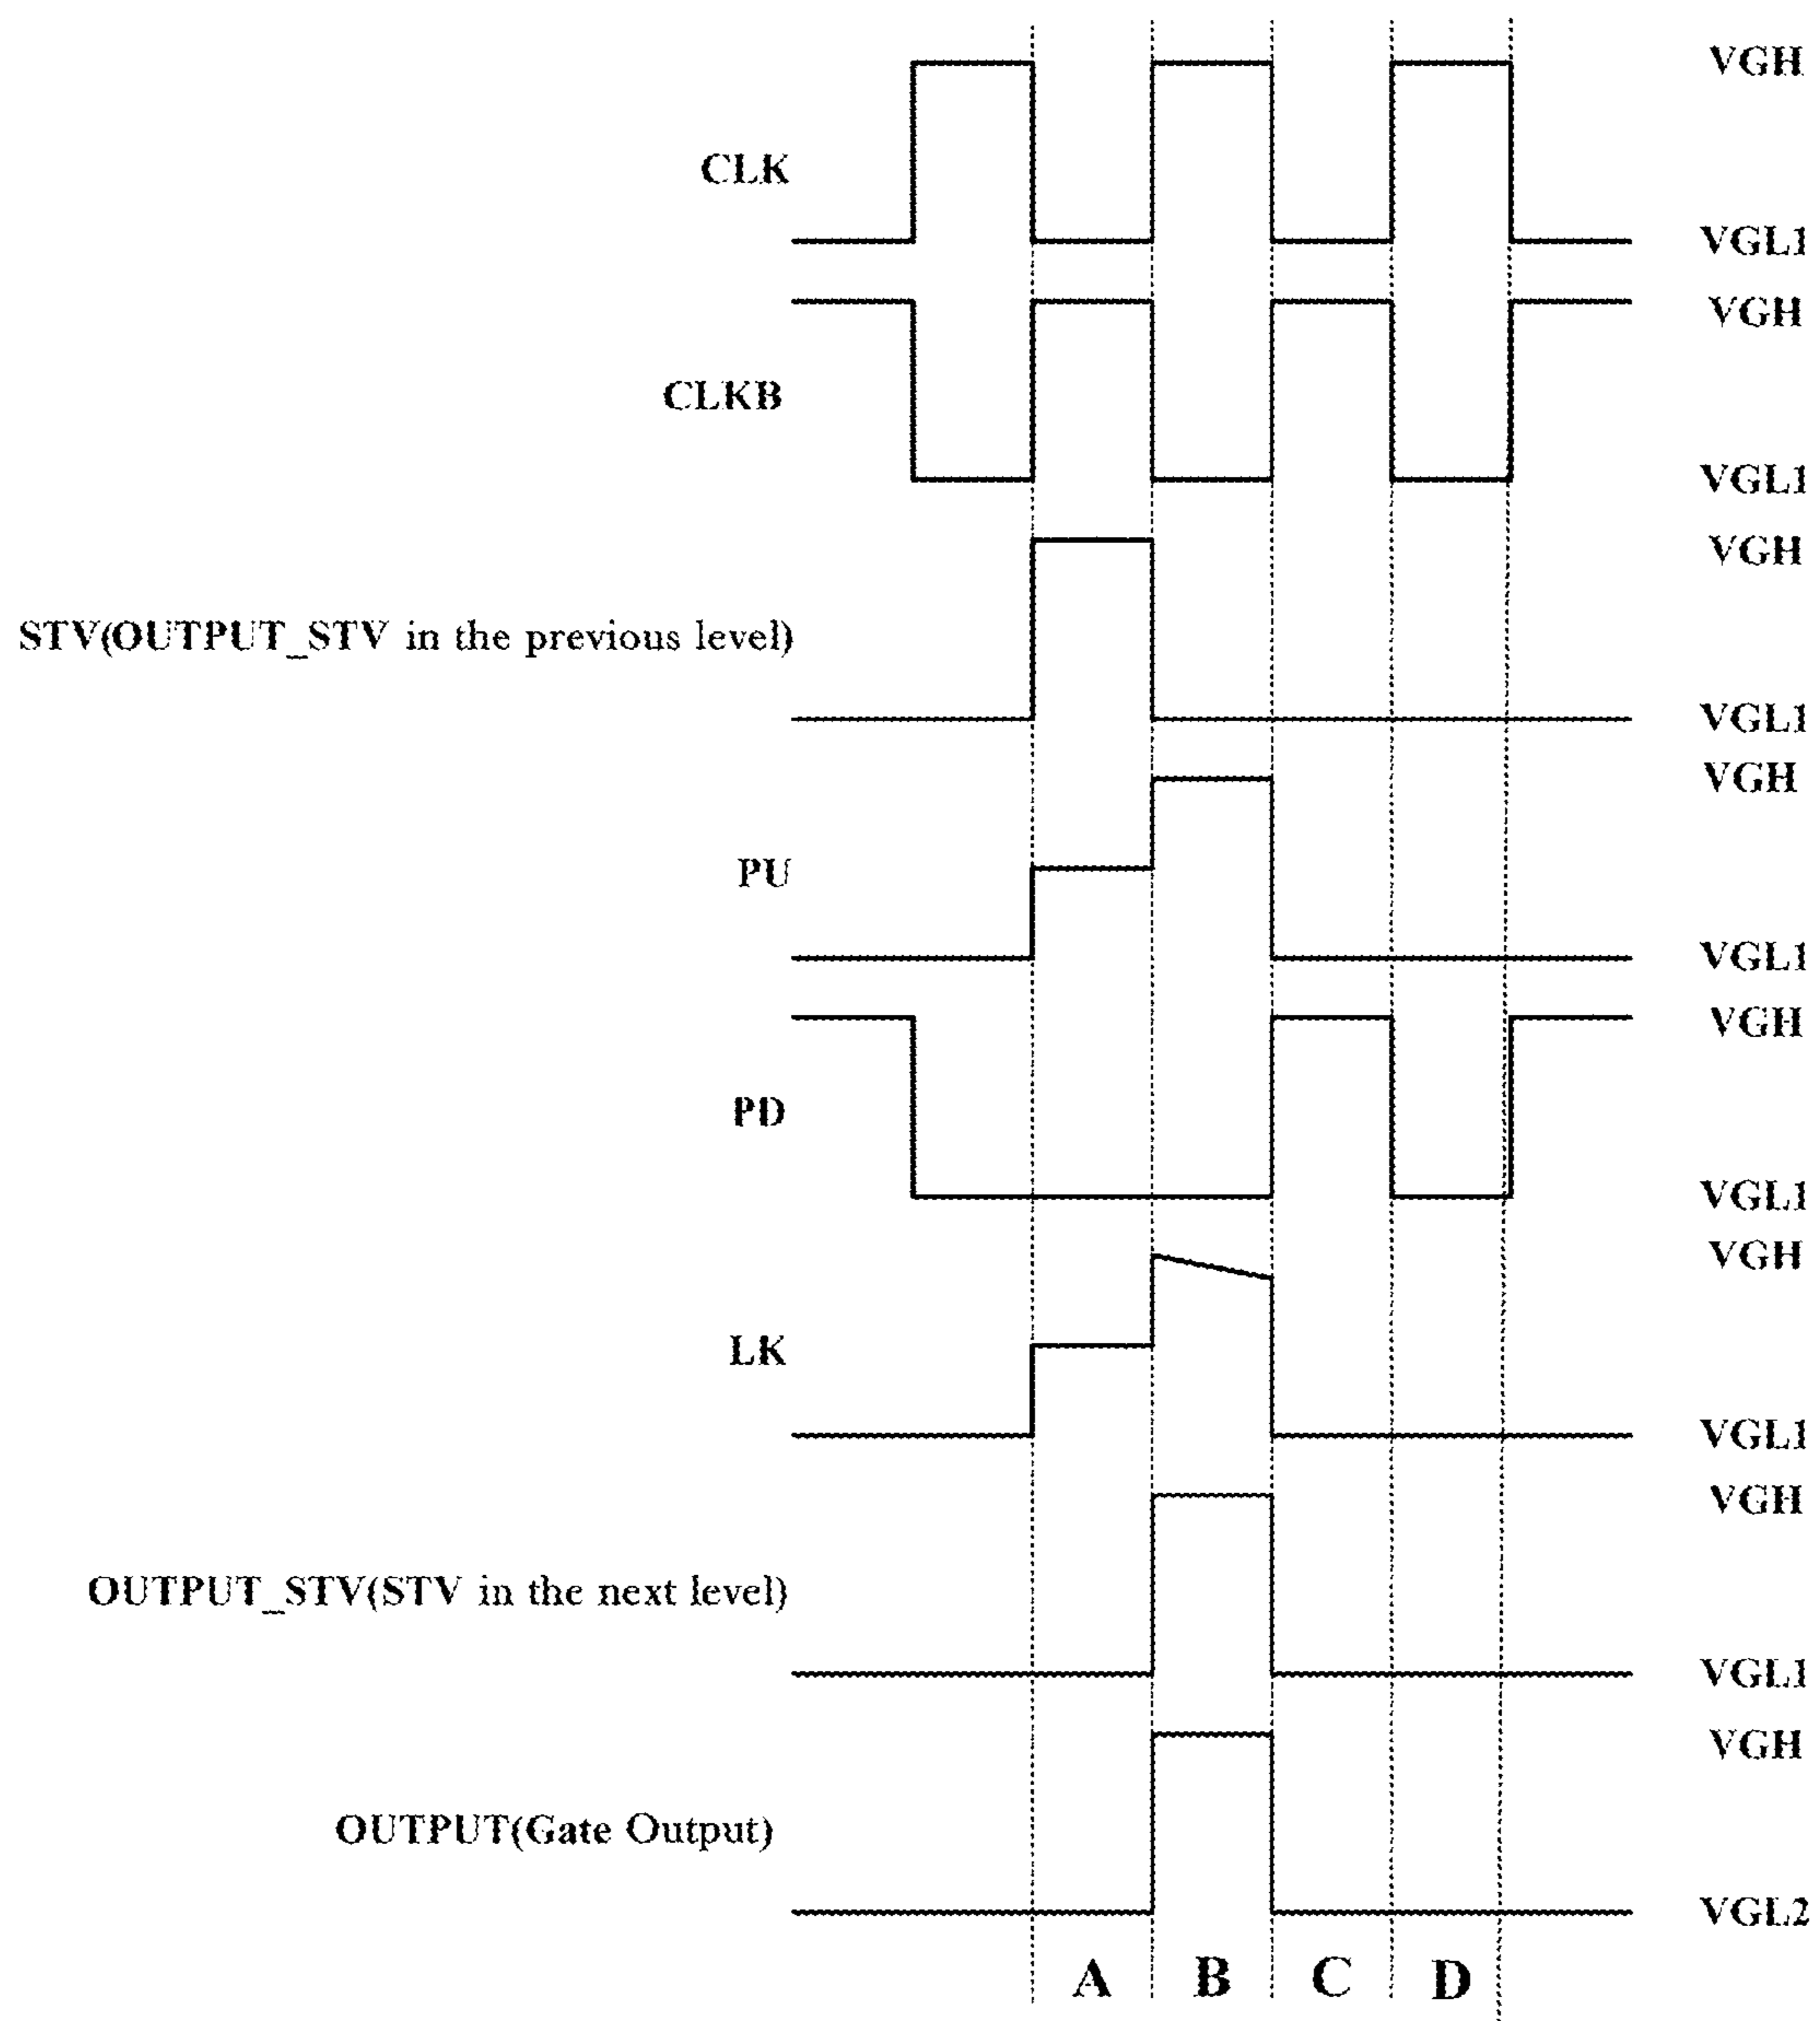 VGH
CLK
VGL1
VGH
CLKB
VGL1
VGH
STV(OUTPUT_STV in the previous level)
VGL1
VGH
PU
VGL1
VGH
PD
VGL1
VGH
LK
VGL1
VGH
OUTPUT_STV(STV in the next level)
VGL1
VGH
OUTPUT(Gate Output)
VGL2
A B C D